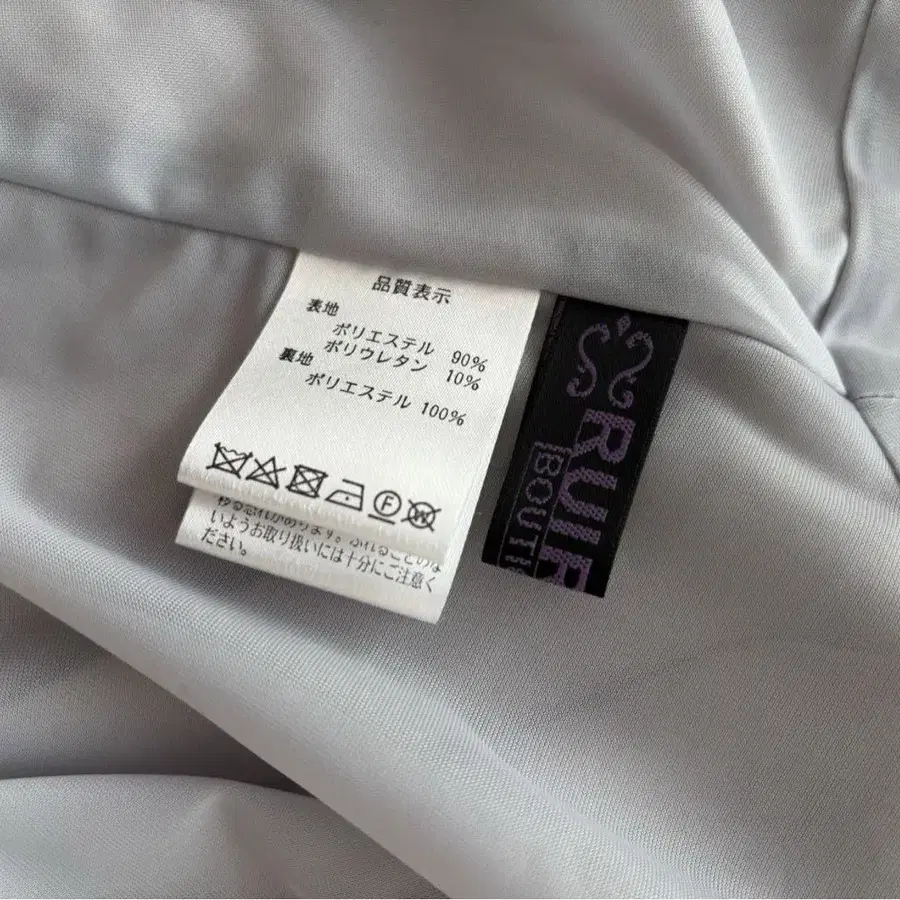 品質表示
表地
ポリエステル 90%
ポリウレタン 10%
裏地
ポリエステル 100%
F
W
いようお取り扱いには十分にご注意く
ださい。
RUIR
BOUTI